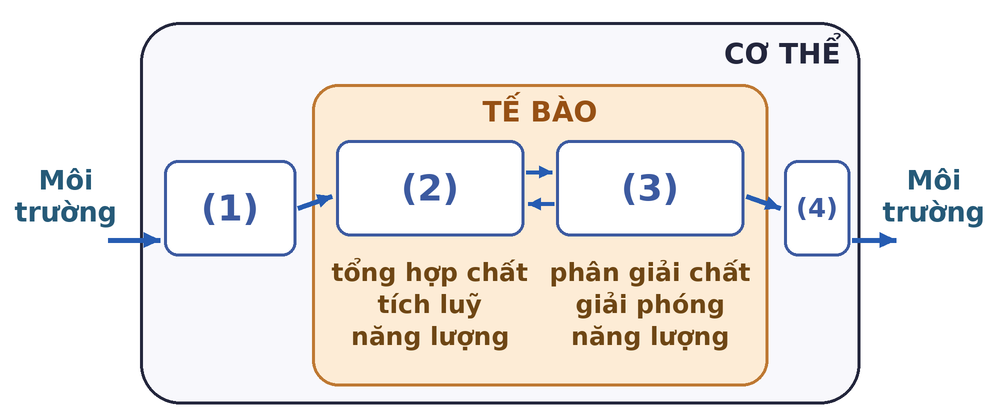 CƠ THỂ
TẾ BÀO
Môi
trường
(1)
(2)
(3)
(4)
Môi
trường
tổng hợp chất
tích luỹ
năng lượng
phân giải chất
giải phóng
năng lượng